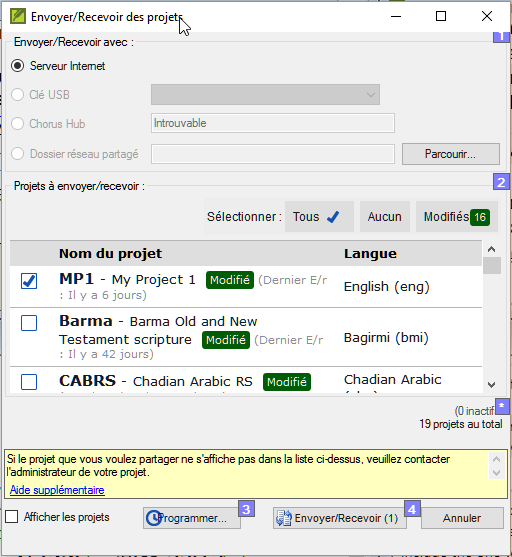 Envoyer/Recevoir des projets
1
Envoyer/Recevoir avec :
Serveur Internet
Clé USB
Chorus Hub Introuvable
Dossier réseau partagé Parcourir...
2
Projets à envoyer/recevoir :
Sélectionner : Tous Aucun Modifiés 16
Nom du projet Langue
MP1 - My Project 1 Modifié (Dernier E/r
: Il y a 6 jours)
English (eng)
Barma - Barma Old and New
Testament scripture Modifié (Dernier E/r
: Il y a 42 jours)
Bagirmi (bmi)
CABRS - Chadian Arabic RS Modifié
Chadian Arabic
(0 inactif
*
19 projets au total
Si le projet que vous voulez partager ne s'affiche pas dans la liste ci-dessus, veuillez contacter
l'administrateur de votre projet.
Aide supplémentaire
3 4
Afficher les projets Programmer... Envoyer/Recevoir (1) Annuler